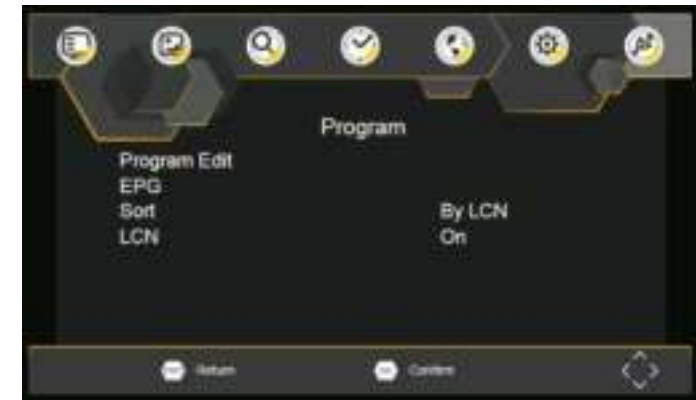 Program
Program Edit
EPG
Sort By LCN
LCN On
Return
Confirm